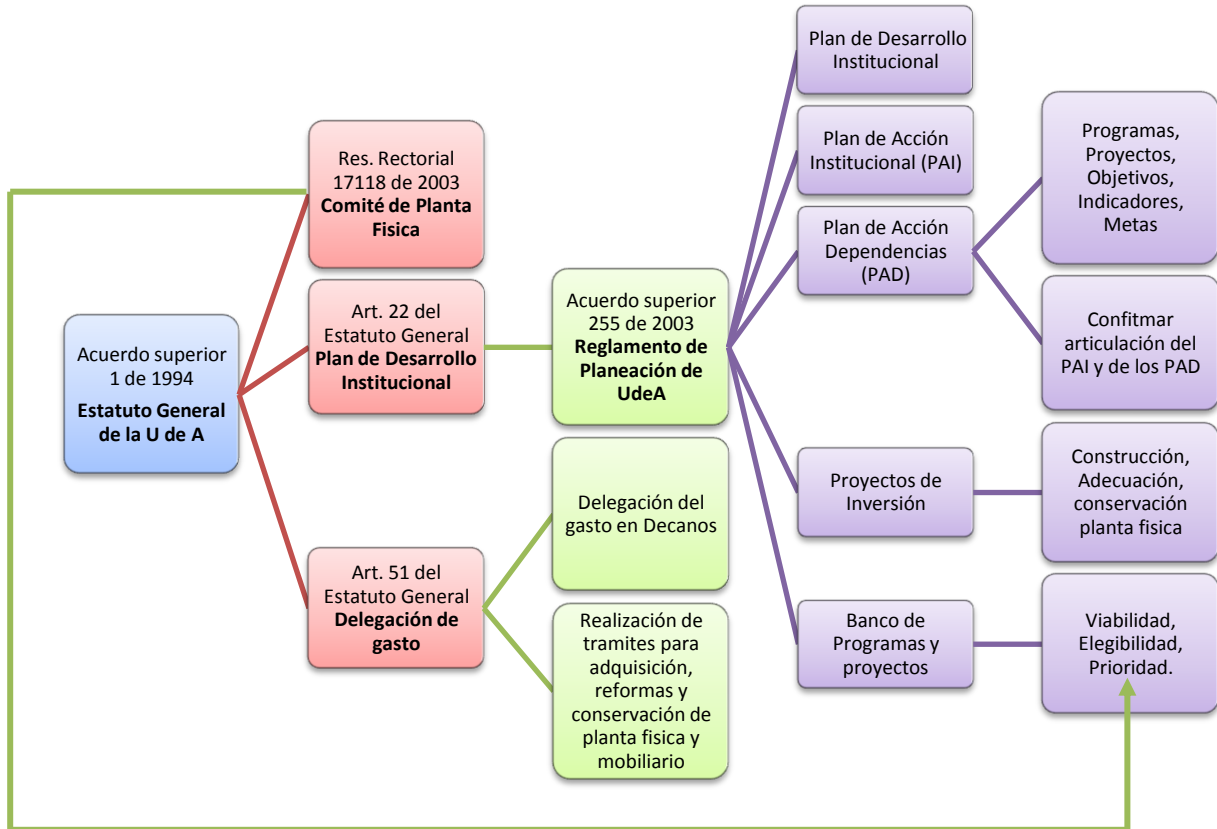 Acuerdo superior
1 de 1994
Estatuto General
de la U de A
Res. Rectorial
17118 de 2003
Comité de Planta
Fisica
Art. 22 del
Estatuto General
Plan de Desarrollo
Institucional
Art. 51 del
Estatuto General
Delegación de
gasto
Acuerdo superior
255 de 2003
Reglamento de
Planeación de
UdeA
Delegación del
gasto en Decanos
Realización de
tramites para
adquisición,
reformas y
conservación de
planta fisica y
mobiliario
Plan de Desarrollo
Institucional
Plan de Acción
Institucional (PAI)
Plan de Acción
Dependencias
(PAD)
Proyectos de
Inversión
Banco de
Programas y
proyectos
Programas,
Proyectos,
Objetivos,
Indicadores,
Metas
Confitmar
articulación del
PAI y de los PAD
Construcción,
Adecuación,
conservación
planta fisica
Viabilidad,
Elegibilidad,
Prioridad.